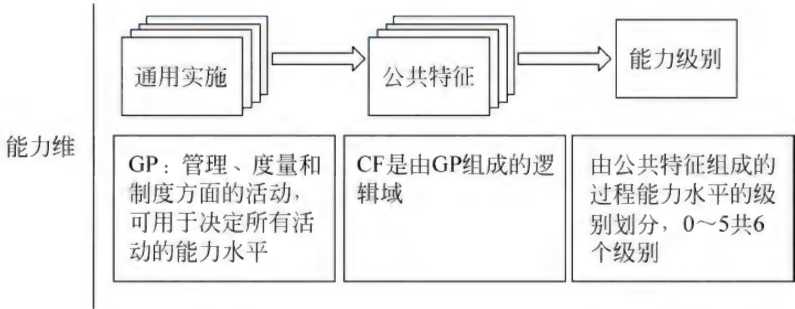 通用实施
公共特征
能力级别
能力维
GP：管理、度量和
制度方面的活动，
可用于决定所有活
动的能力水平
CF是由GP组成的逻
辑域
由公共特征组成的
过程能力水平的级
别划分，0～5共6
个级别